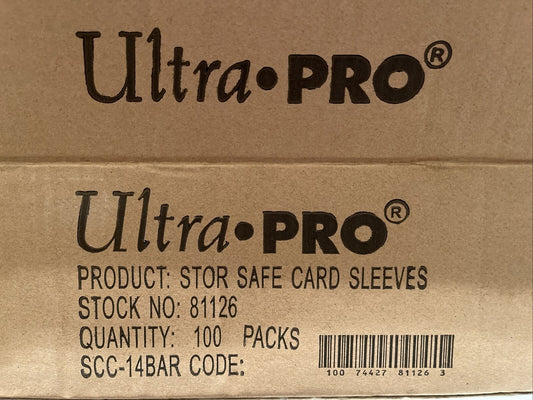 Ultra•PRO®
Ultra•PRO®
PRODUCT: STOR SAFE CARD SLEEVES
STOCK NO: 81126
QUANTITY: 100 PACKS
SCC-14BAR CODE:
100 74427 81126 3